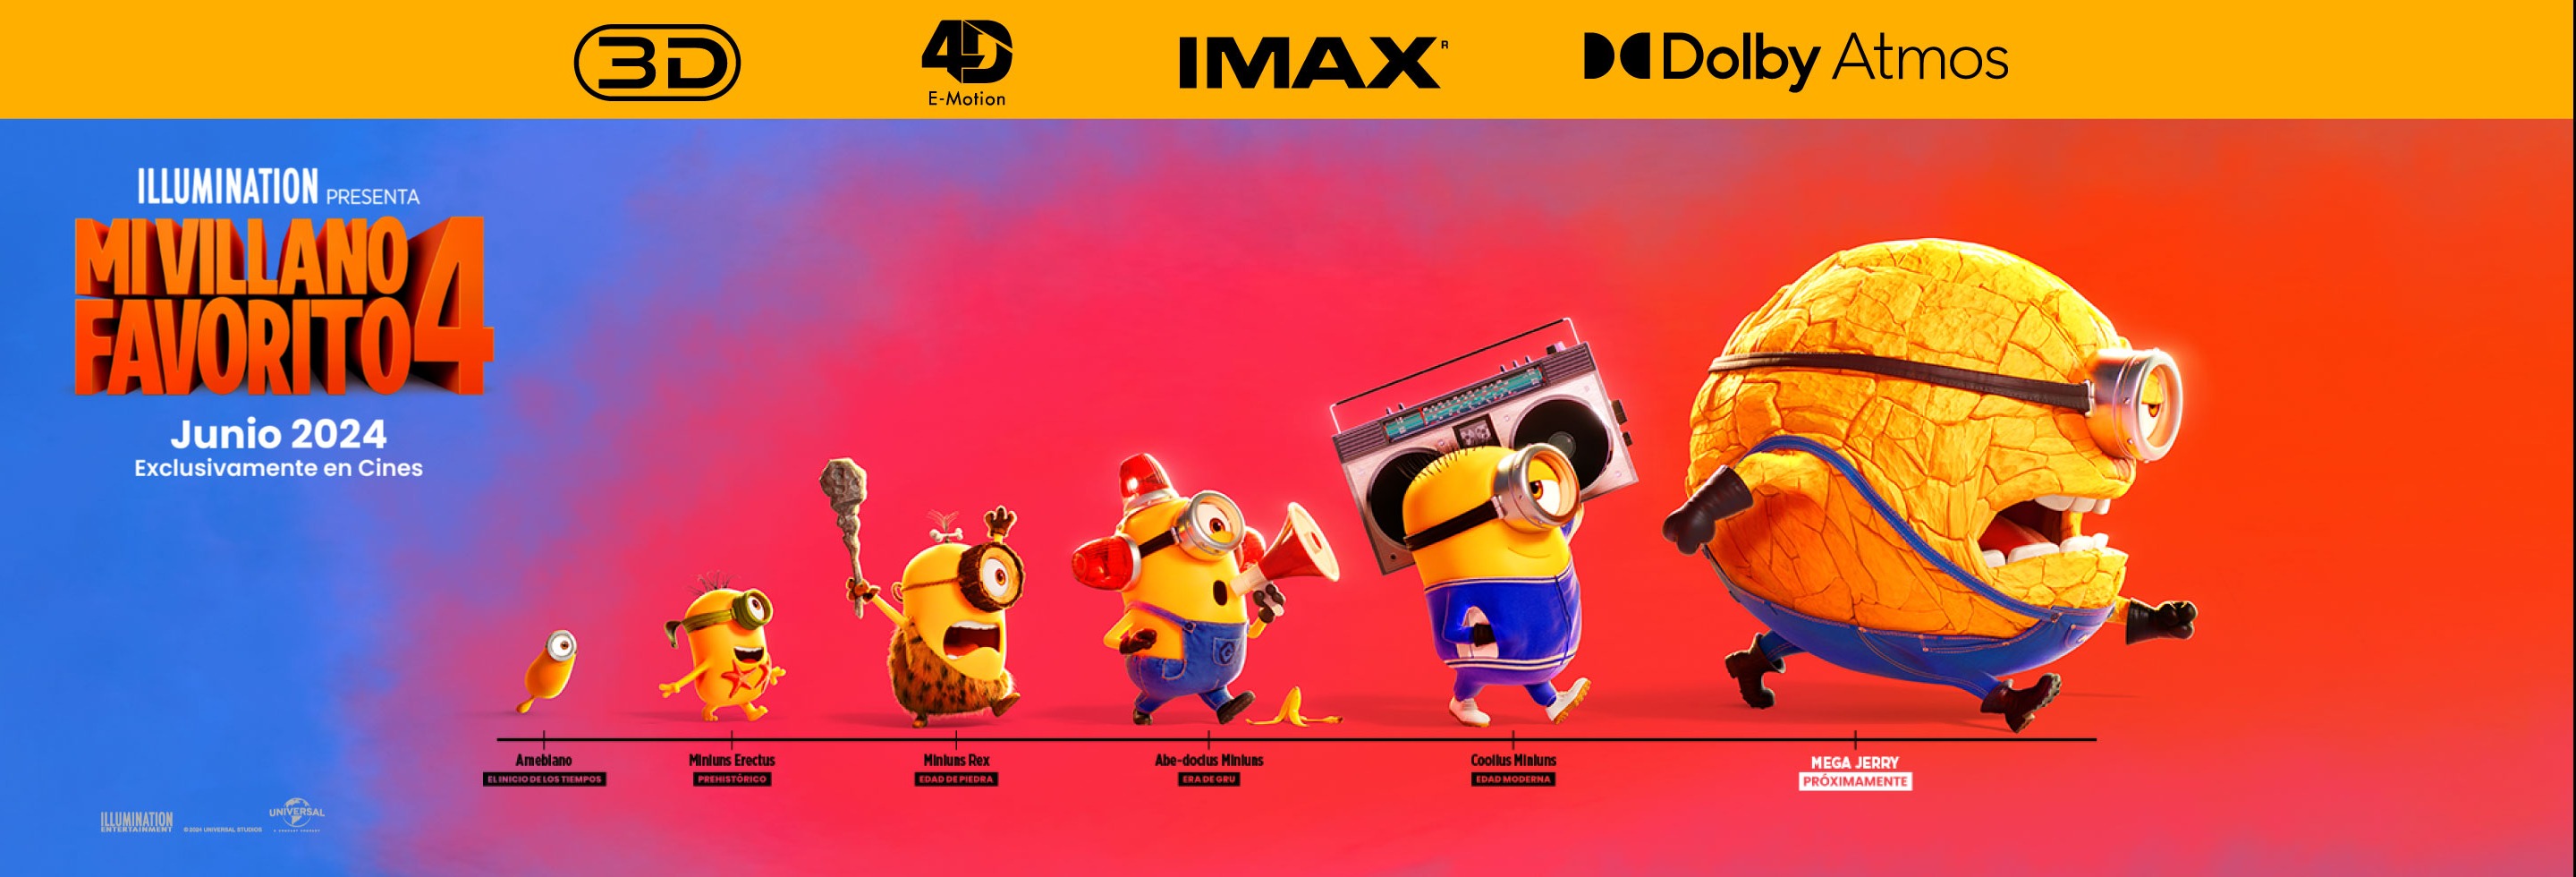 3D
4D
E-Motion
IMAX R
Dolby Atmos
ILLUMINATION PRESENTA
MI VILLANO
FAVORITO 4
Junio 2024
Exclusivamente en Cines
Amebiano
EL INICIO DE LOS TIEMPOS
Miniuns Erectus
PREHISTÓRICO
Miniuns Rex
EDAD DE PIEDRA
Abe-docius Miniuns
ERA DE GRU
Coolius Miniuns
EDAD MODERNA
MEGA JERRY
PRÓXIMAMENTE
ILLUMINATION
ENTERTAINMENT
© 2024 UNIVERSAL STUDIOS
UNIVERSAL
A COMCAST COMPANY